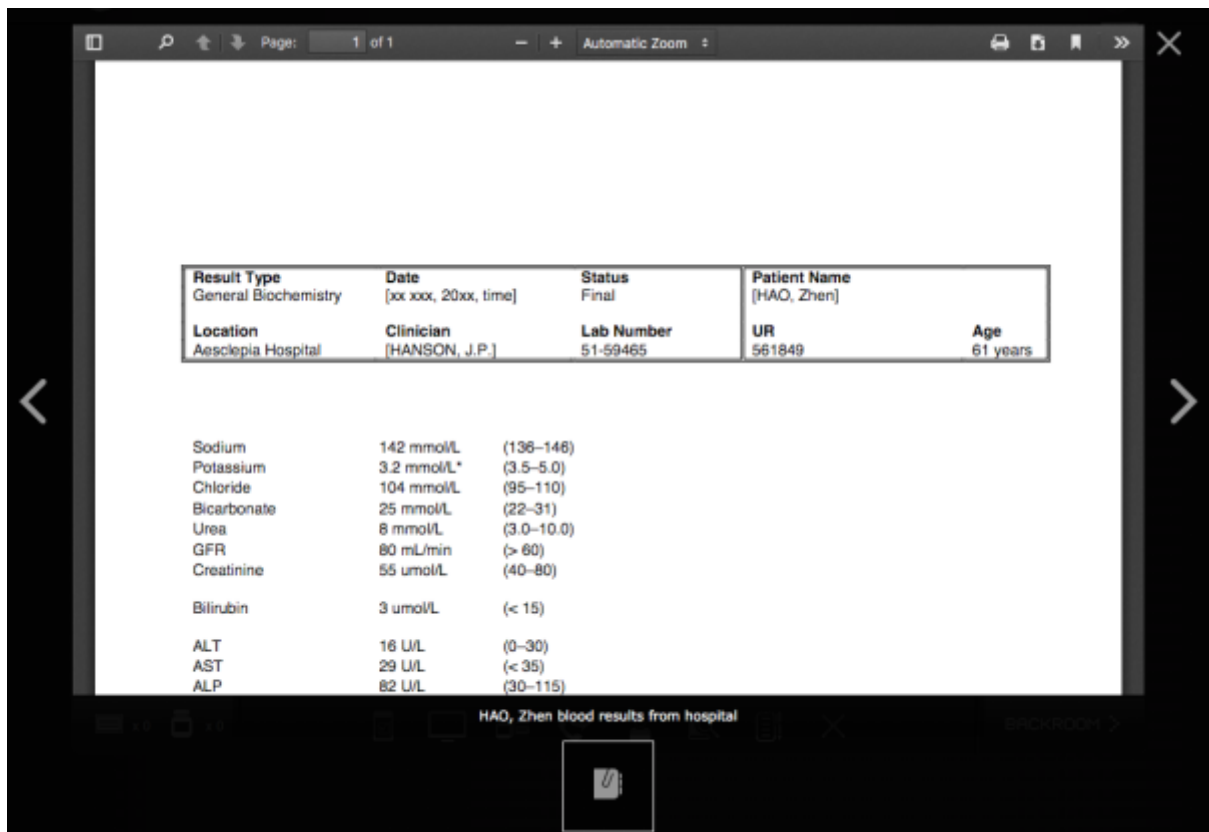 Page: 1 of 1 − + Automatic Zoom
Result Type Date Status Patient Name
General Biochemistry [xx xxx, 20xx, time] Final [HAO, Zhen]
Location Clinician Lab Number UR Age
Aesclepia Hospital [HANSON, J.P.] 51-59465 561849 61 years
Sodium 142 mmol/L (136–146)
Potassium 3.2 mmol/L* (3.5–5.0)
Chloride 104 mmol/L (95–110)
Bicarbonate 25 mmol/L (22–31)
Urea 8 mmol/L (3.0–10.0)
GFR 80 mL/min (> 60)
Creatinine 55 umol/L (40–80)
Bilirubin 3 umol/L (< 15)
ALT 16 U/L (0–30)
AST 29 U/L (< 35)
ALP 82 U/L (30–115)
HAO, Zhen blood results from hospital
x 0 x 0 BACKROOM